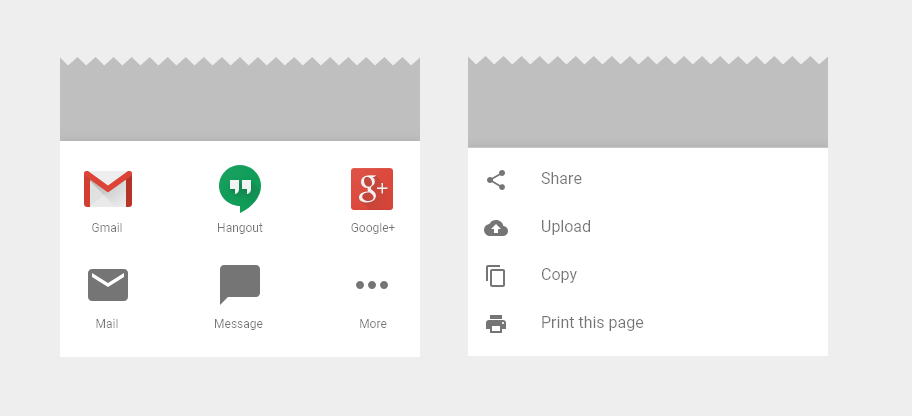 g+
Gmail
Hangout
Google+
Mail
Message
More
Share
Upload
Copy
Print this page